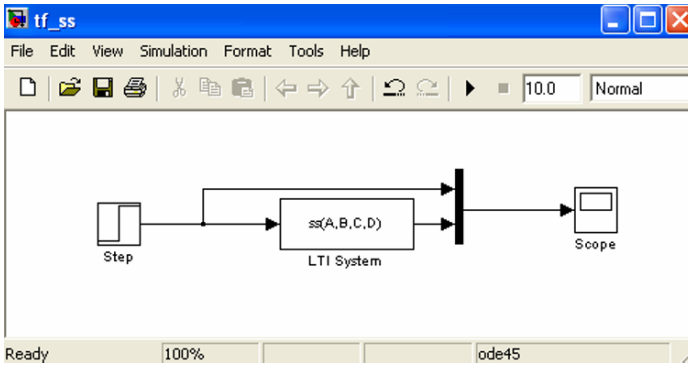 tf_ss
File Edit View Simulation Format Tools Help
10.0 Normal
ss(A,B,C,D)
Step
LTI System
Scope
Ready 100% ode45